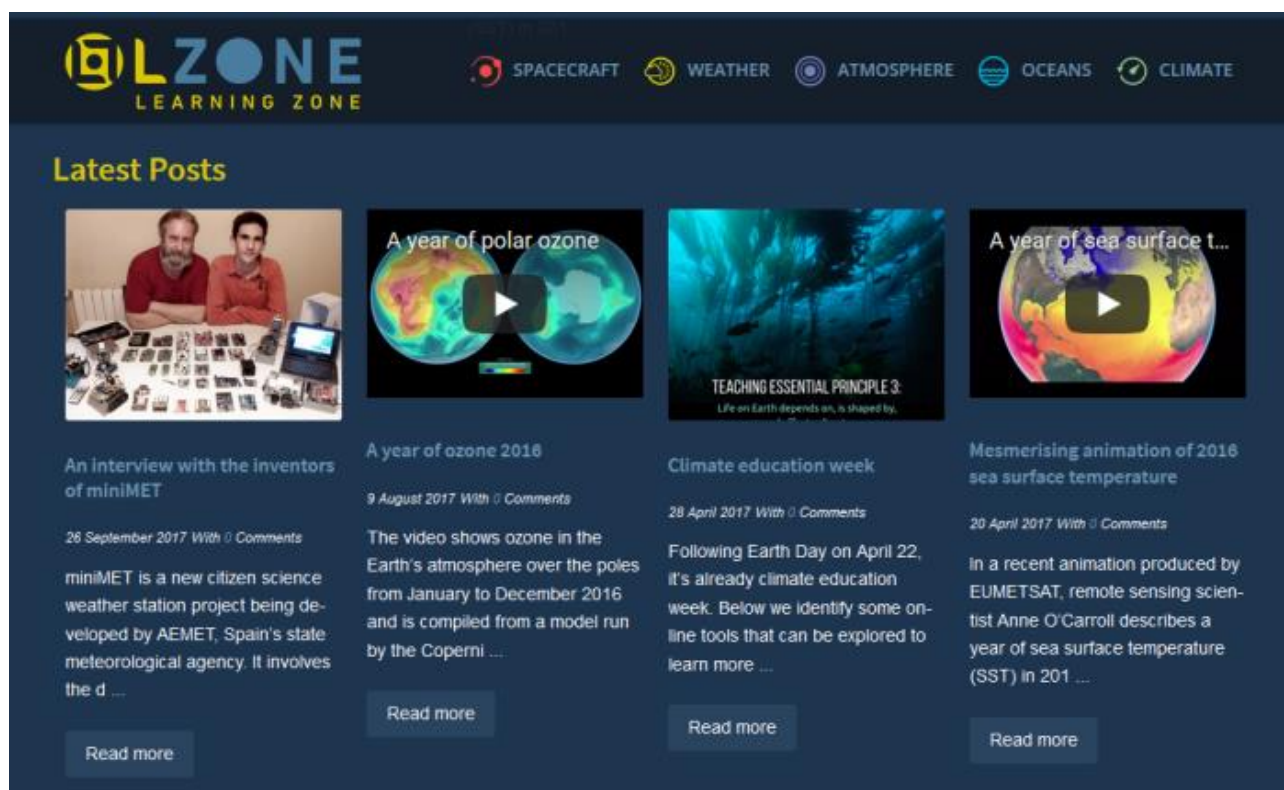 LZONE
LEARNING ZONE
SPACECRAFT
WEATHER
ATMOSPHERE
OCEANS
CLIMATE
Latest Posts
An interview with the inventors
of miniMET
26 September 2017 With 0 Comments
miniMET is a new citizen science
weather station project being de-
veloped by AEMET, Spain's state
meteorological agency. It involves
the d ...
Read more
A year of polar ozone
A year of ozone 2016
9 August 2017 With 0 Comments
The video shows ozone in the
Earth's atmosphere over the poles
from January to December 2016
and is compiled from a model run
by the Coperni ...
Read more
TEACHING ESSENTIAL PRINCIPLE 3:
Life on Earth depends on, is shaped by,
Climate education week
28 April 2017 With 0 Comments
Following Earth Day on April 22,
it's already climate education
week. Below we identify some on-
line tools that can be explored to
learn more ...
Read more
A year of sea surface t...
Mesmerising animation of 2016
sea surface temperature
20 April 2017 With 0 Comments
In a recent animation produced by
EUMETSAT, remote sensing scien-
tist Anne O'Carroll describes a
year of sea surface temperature
(SST) in 201 ...
Read more